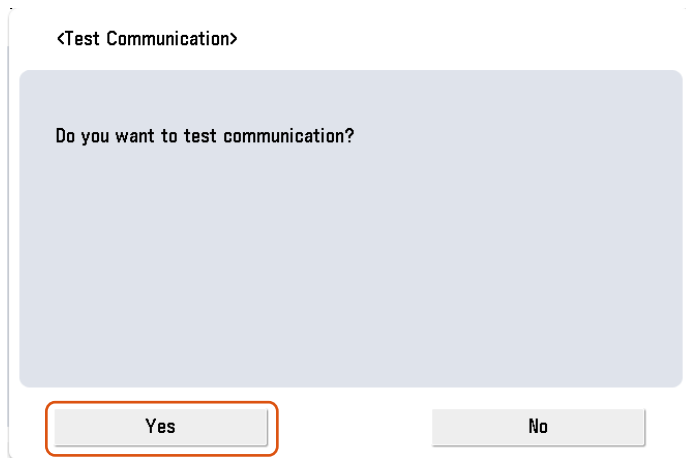 <Test Communication>
Do you want to test communication?
Yes
No